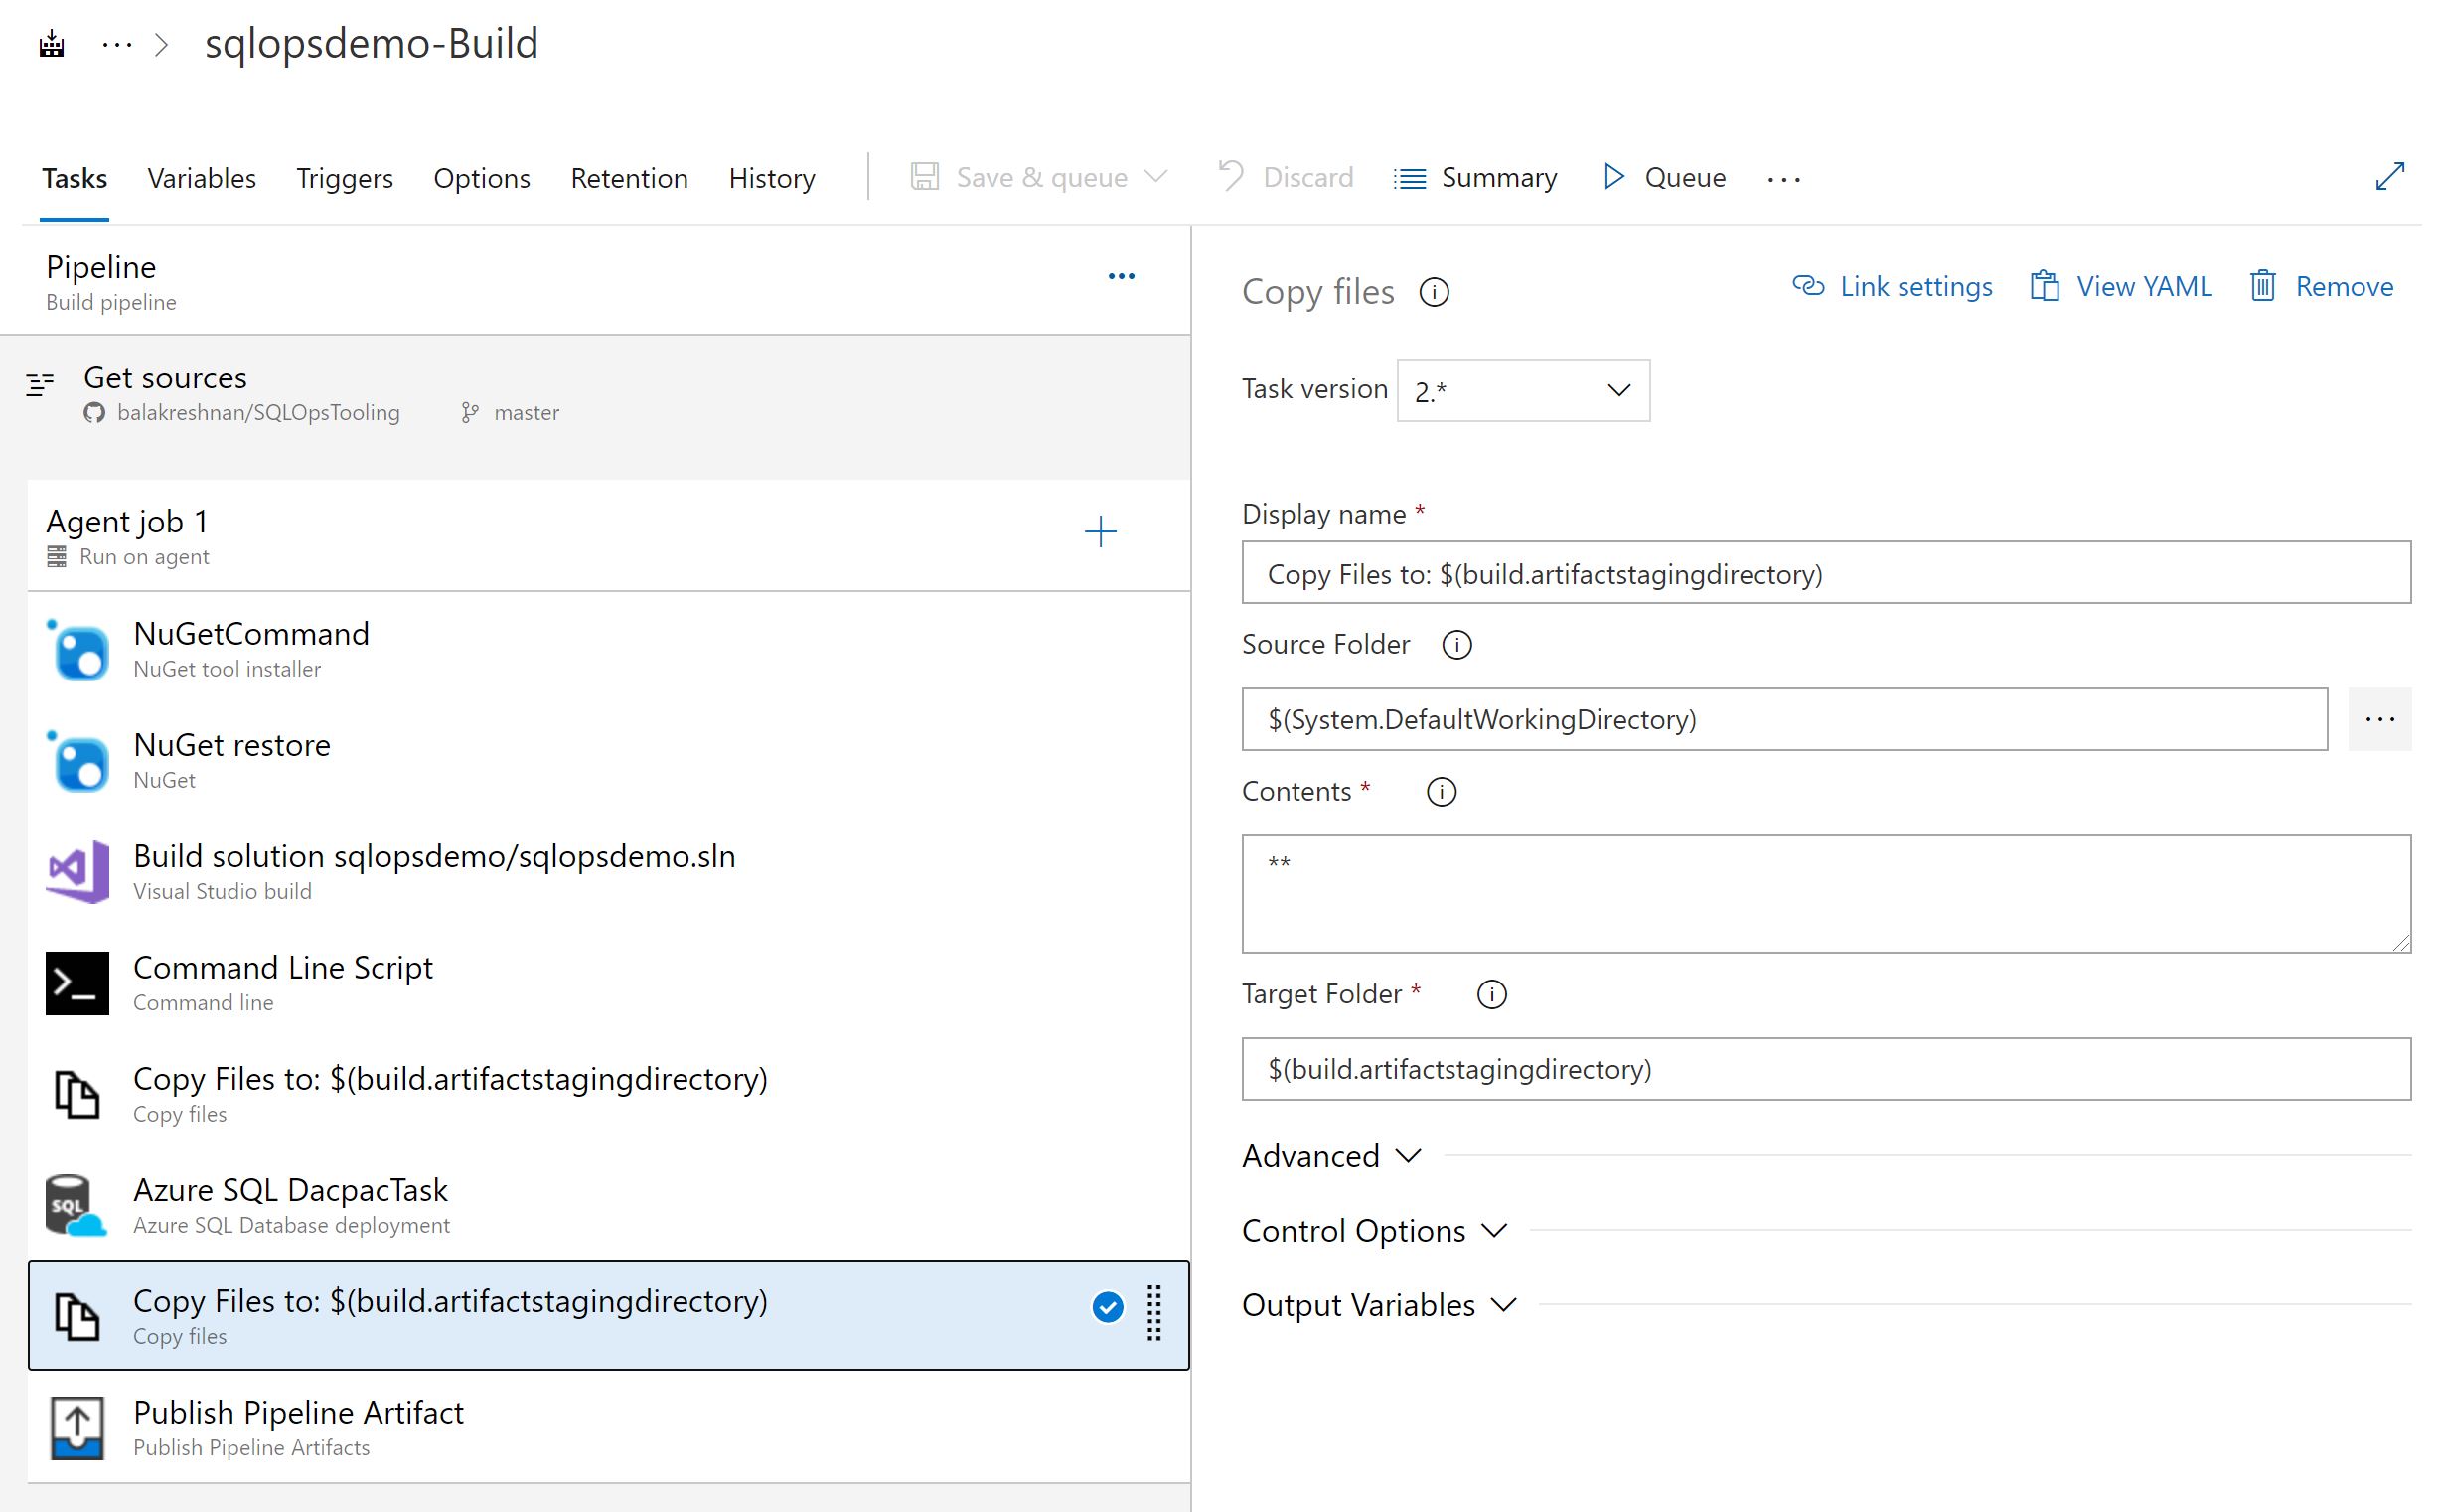 ··· > sqlopsdemo-Build
Tasks Variables Triggers Options Retention History Save & queue Discard Summary Queue ···
Pipeline
Build pipeline
Get sources
balakreshnan/SQLOpsTooling master
Agent job 1
Run on agent
NuGetCommand
NuGet tool installer
NuGet restore
NuGet
Build solution sqlopsdemo/sqlopsdemo.sln
Visual Studio build
Command Line Script
Command line
Copy Files to: $(build.artifactstagingdirectory)
Copy files
SQL
Azure SQL DacpacTask
Azure SQL Database deployment
Copy Files to: $(build.artifactstagingdirectory)
Copy files
Publish Pipeline Artifact
Publish Pipeline Artifacts
Copy files Link settings View YAML Remove
Task version 2.*
Display name *
Copy Files to: $(build.artifactstagingdirectory)
Source Folder
$(System.DefaultWorkingDirectory) ···
Contents *
**
Target Folder *
$(build.artifactstagingdirectory)
Advanced
Control Options
Output Variables